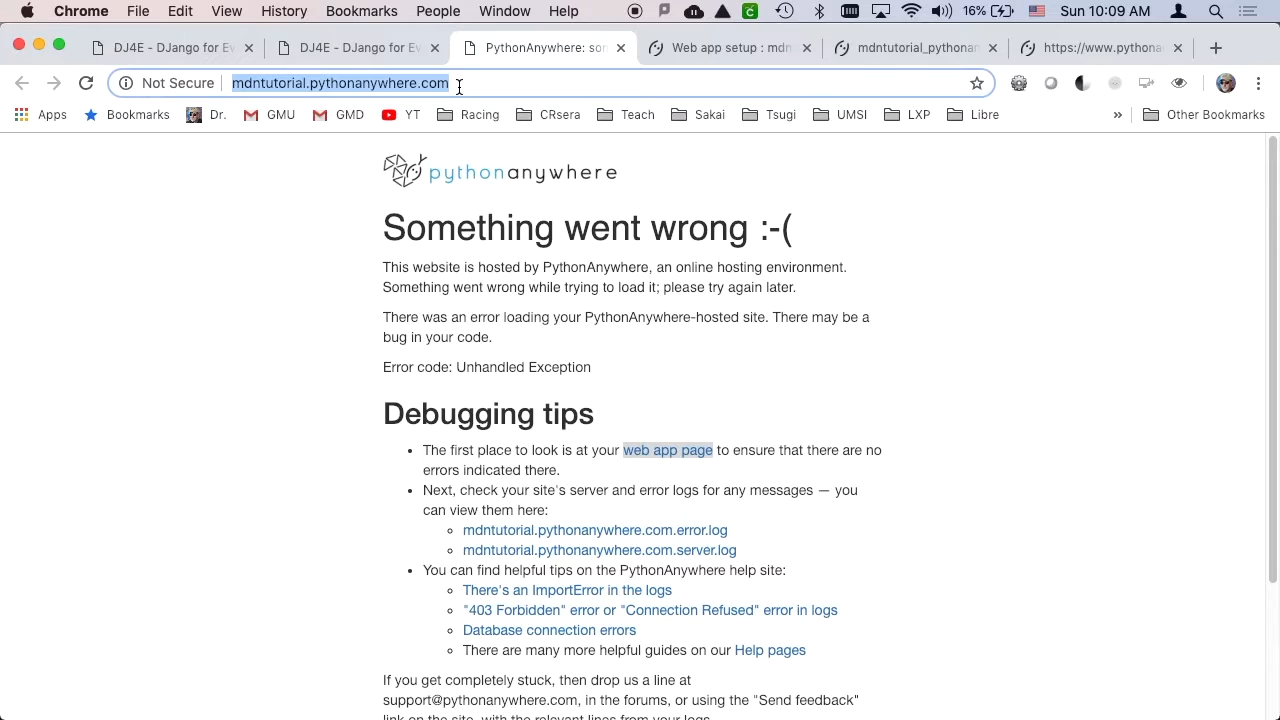 Chrome File Edit View History Bookmarks People Window Help 16% Sun 10:09 AM
DJ4E - DJango for Ev DJ4E - DJango for Ev PythonAnywhere: son Web app setup : mdn mdntutorial_pythonan https://www.pythona
Not Secure mdntutorial.pythonanywhere.com
Apps Bookmarks Dr. GMU GMD YT Racing CRsera Teach Sakai Tsugi UMSI LXP Libre » Other Bookmarks
pythonanywhere
Something went wrong :-(
This website is hosted by PythonAnywhere, an online hosting environment.
Something went wrong while trying to load it; please try again later.
There was an error loading your PythonAnywhere-hosted site. There may be a
bug in your code.
Error code: Unhandled Exception
Debugging tips
• The first place to look is at your web app page to ensure that there are no
errors indicated there.
• Next, check your site's server and error logs for any messages — you
can view them here:
◦ mdntutorial.pythonanywhere.com.error.log
◦ mdntutorial.pythonanywhere.com.server.log
• You can find helpful tips on the PythonAnywhere help site:
◦ There's an ImportError in the logs
◦ "403 Forbidden" error or "Connection Refused" error in logs
◦ Database connection errors
◦ There are many more helpful guides on our Help pages
If you get completely stuck, then drop us a line at
support@pythonanywhere.com, in the forums, or using the "Send feedback"
link on the site, with the relevant lines from your logs.